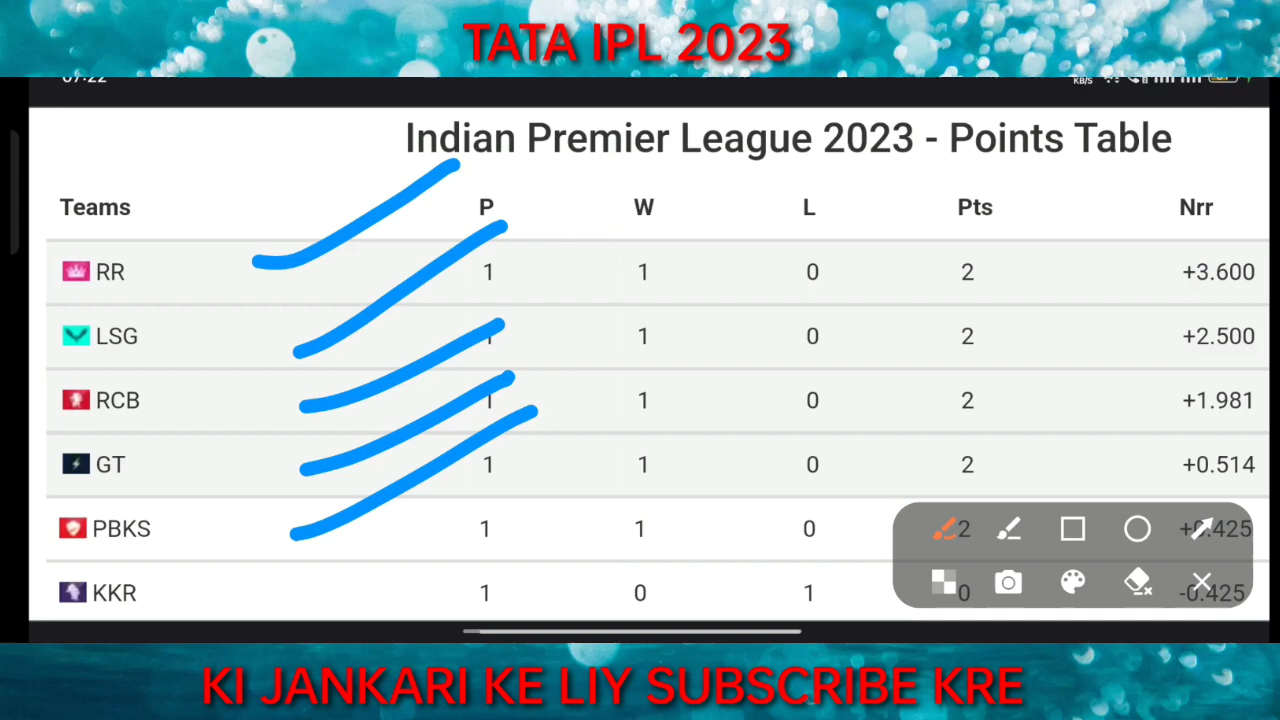 TATA IPL 2023
07:22
KB/S
Indian Premier League 2023 - Points Table
Teams P W L Pts Nrr
RR 1 1 0 2 +3.600
LSG 1 1 0 2 +2.500
RCB 1 1 0 2 +1.981
GT 1 1 0 2 +0.514
PBKS 1 1 0 2 +0.425
KKR 1 0 1 0 -0.425
KI JANKARI KE LIY SUBSCRIBE KRE